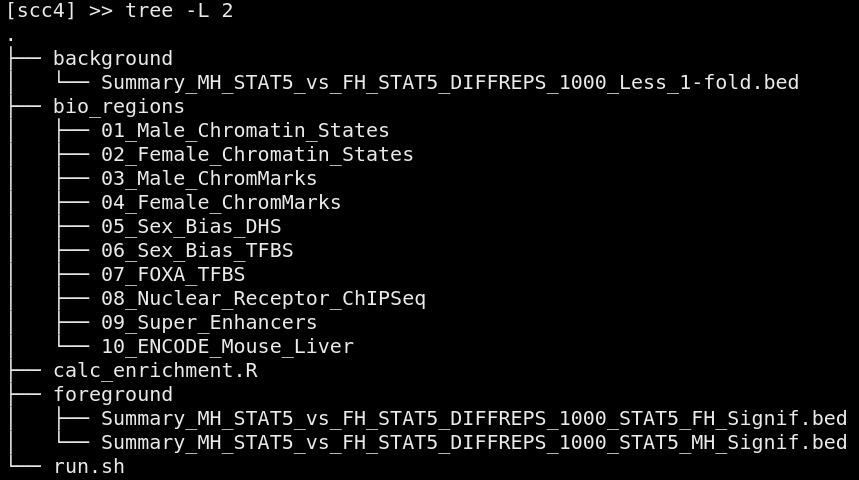 [scc4] >> tree -L 2
.
├── background
│   └── Summary_MH_STAT5_vs_FH_STAT5_DIFFREPS_1000_Less_1-fold.bed
├── bio_regions
│   ├── 01_Male_Chromatin_States
│   ├── 02_Female_Chromatin_States
│   ├── 03_Male_ChromMarks
│   ├── 04_Female_ChromMarks
│   ├── 05_Sex_Bias_DHS
│   ├── 06_Sex_Bias_TFBS
│   ├── 07_FOXA_TFBS
│   ├── 08_Nuclear_Receptor_ChIPSeq
│   ├── 09_Super_Enhancers
│   └── 10_ENCODE_Mouse_Liver
├── calc_enrichment.R
├── foreground
│   ├── Summary_MH_STAT5_vs_FH_STAT5_DIFFREPS_1000_STAT5_FH_Signif.bed
│   └── Summary_MH_STAT5_vs_FH_STAT5_DIFFREPS_1000_STAT5_MH_Signif.bed
└── run.sh